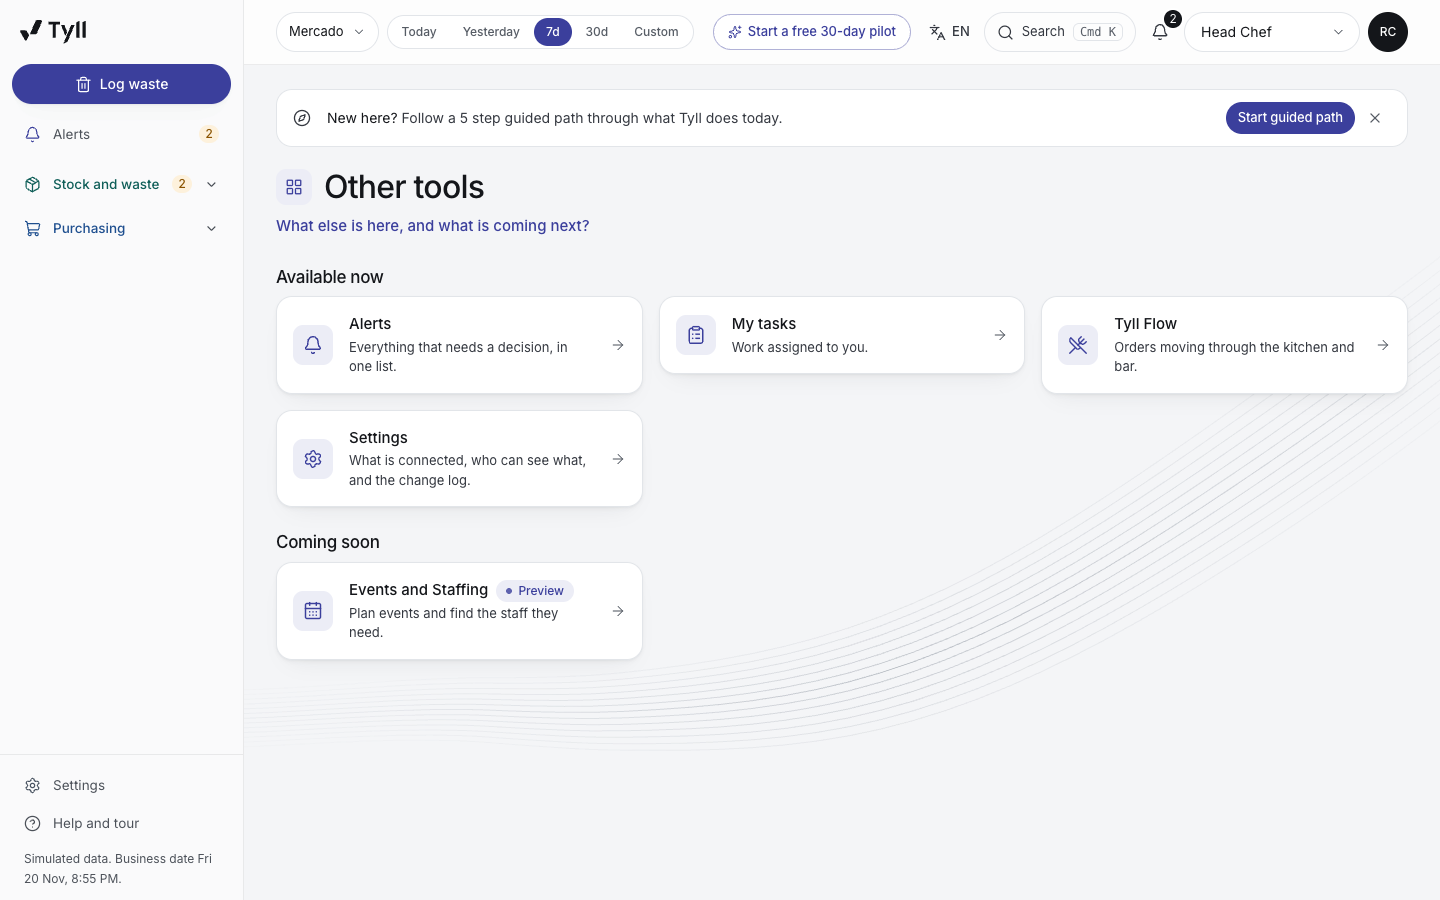 Tyll
Mercado
Today
Yesterday
7d
30d
Custom
Start a free 30-day pilot
EN
Search
Cmd K
2
Head Chef
RC
Log waste
Alerts
2
Stock and waste
2
Purchasing
New here? Follow a 5 step guided path through what Tyll does today.
Start guided path
Other tools
What else is here, and what is coming next?
Available now
Alerts
Everything that needs a decision, in
one list.
My tasks
Work assigned to you.
Tyll Flow
Orders moving through the kitchen and
bar.
Settings
What is connected, who can see what,
and the change log.
Coming soon
Events and Staffing
Preview
Plan events and find the staff they
need.
Settings
Help and tour
Simulated data. Business date Fri
20 Nov, 8:55 PM.